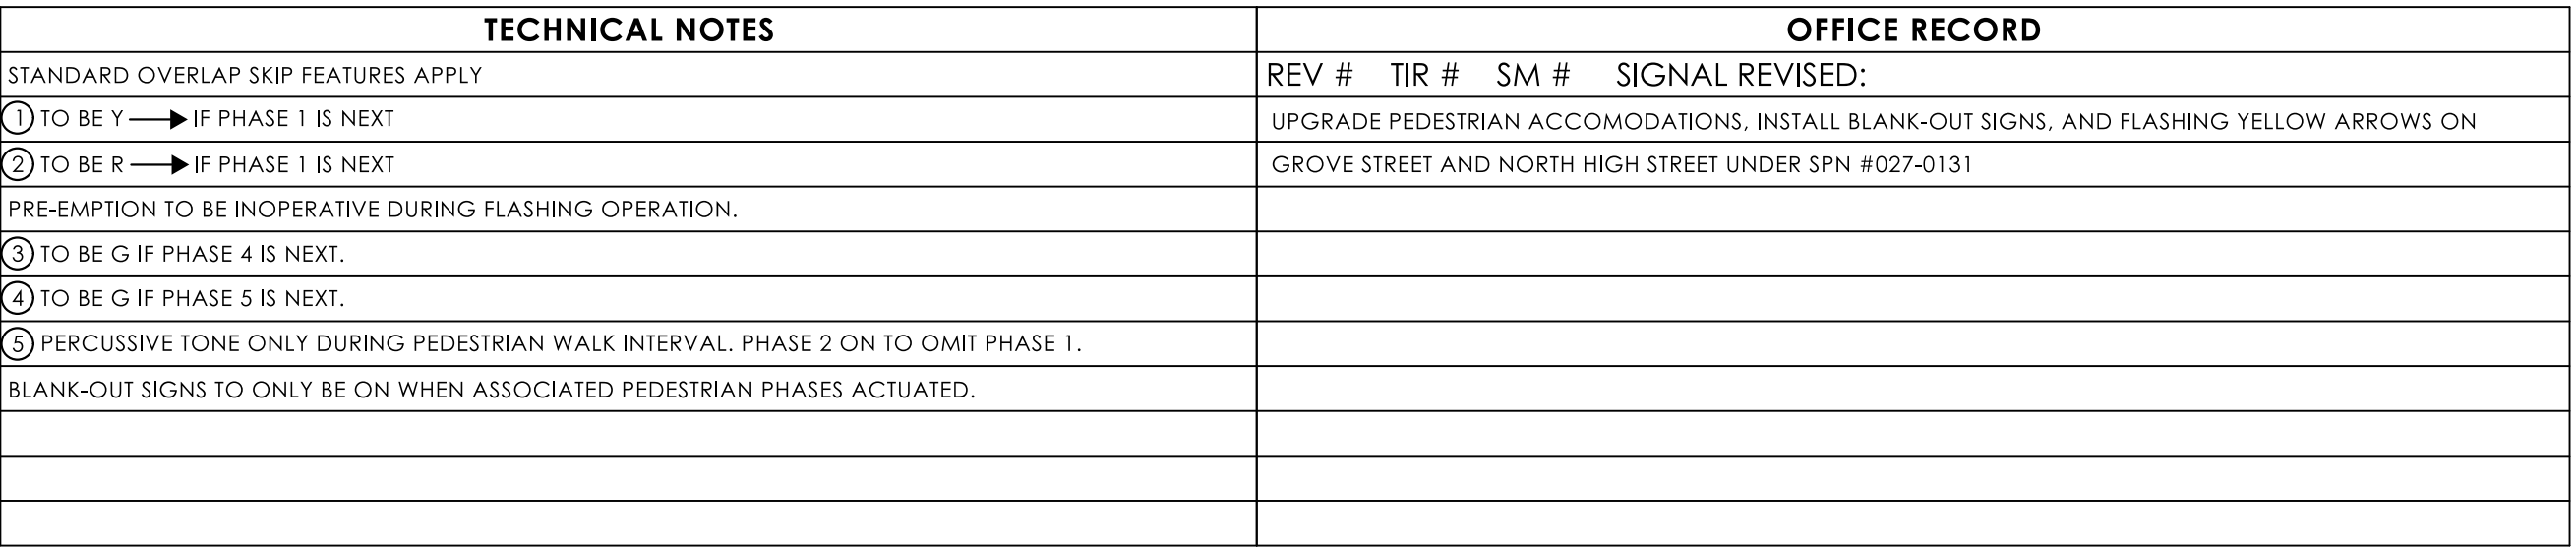 TECHNICAL NOTES
STANDARD OVERLAP SKIP FEATURES APPLY
① TO BE Y ⟶ IF PHASE 1 IS NEXT
② TO BE R ⟶ IF PHASE 1 IS NEXT
PRE-EMPTION TO BE INOPERATIVE DURING FLASHING OPERATION.
③ TO BE G IF PHASE 4 IS NEXT.
④ TO BE G IF PHASE 5 IS NEXT.
⑤ PERCUSSIVE TONE ONLY DURING PEDESTRIAN WALK INTERVAL. PHASE 2 ON TO OMIT PHASE 1.
BLANK-OUT SIGNS TO ONLY BE ON WHEN ASSOCIATED PEDESTRIAN PHASES ACTUATED.
OFFICE RECORD
REV # TIR # SM # SIGNAL REVISED:
UPGRADE PEDESTRIAN ACCOMODATIONS, INSTALL BLANK-OUT SIGNS, AND FLASHING YELLOW ARROWS ON
GROVE STREET AND NORTH HIGH STREET UNDER SPN #027-0131